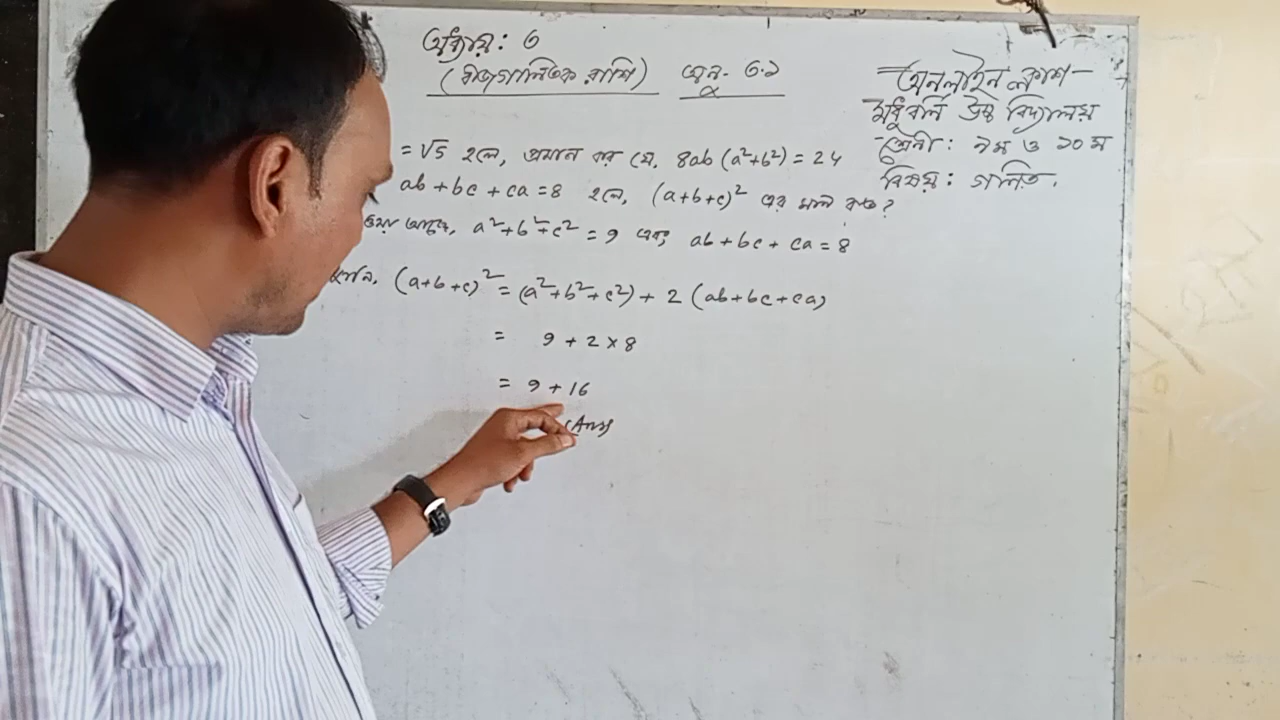 অধ্যায়: ৩
(বীজগাণিতিক রাশি) অনু- ৩.১
-অনলাইন ক্লাশ-
উচ্চ বিদ্যালয়
শ্রেণী: ৯ম ও ১০ম
বিষয়: গণিত.
= √5 হলে, প্রমান কর যে, 8ab (a²+b²) = 24
ab + bc + ca = 8 হলে, (a+b+c)² এর মান কত?
আছে, a²+b²+c² = 9 এবং ab + bc + ca = 8
(a+b+c)² = (a²+b²+c²) + 2 (ab+bc+ca)
= 9 + 2 × 8
= 9 + 16
(Ans)